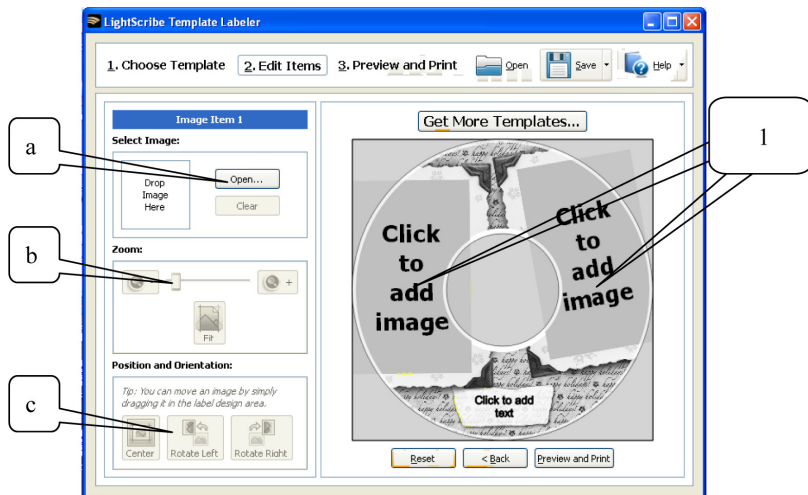 LightScribe Template Labeler
1. Choose Template 2. Edit Items 3. Preview and Print Open Save Help
Image Item 1
Select Image:
Drop
Image
Here
Open...
Clear
Zoom:
+
Fit
Position and Orientation:
Tip: You can move an image by simply
dragging it in the label design area.
Center Rotate Left Rotate Right
a
b
c
Get More Templates...
Click
to
add
image
Click
to
add
image
Click to add
text
Reset < Back Preview and Print
1